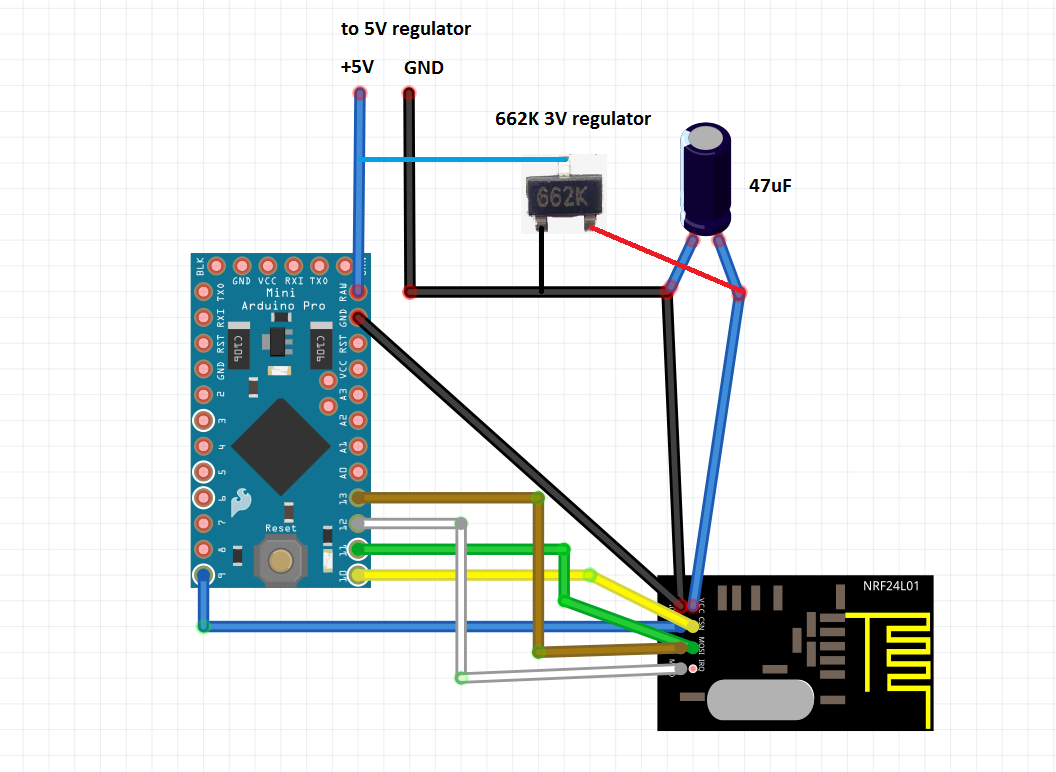 to 5V regulator
+5V GND
662K 3V regulator
662K
47uF
BLK
GND VCC RXI TXO
Mini
Arduino Pro
TXO
RXI
RST
GND
2
3
4
5
6
7
8
9
RAW
GND
RST
VCC
A3
A2
A1
A0
13
12
11
10
C106
C106
Reset
NRF24L01
VCC
CSN
MOSI
IRQ